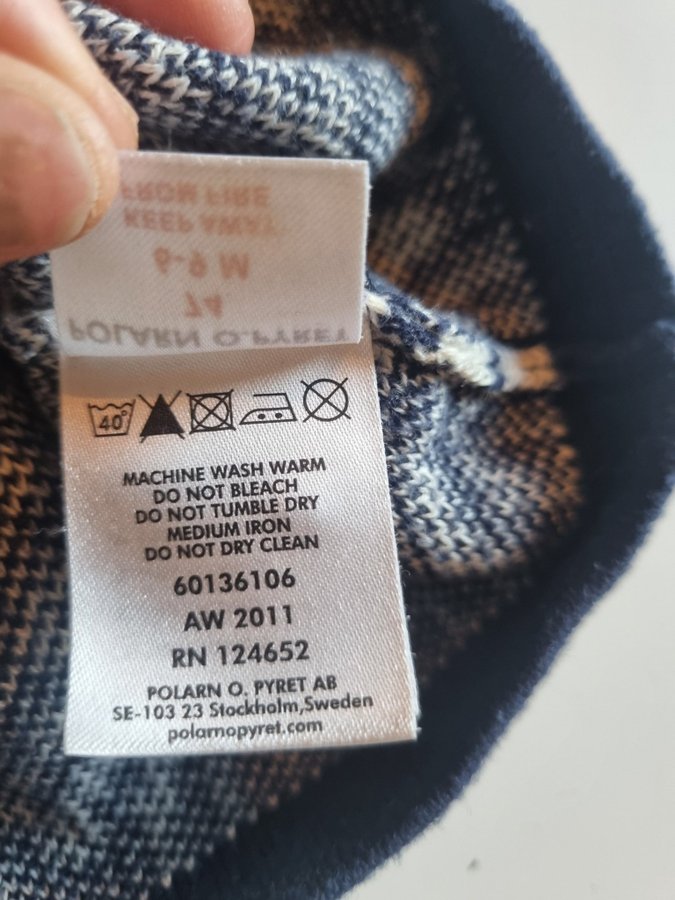 POLARN O. PYRET
74
6-9 M
KEEP AWAY
FROM FIRE
40°
MACHINE WASH WARM
DO NOT BLEACH
DO NOT TUMBLE DRY
MEDIUM IRON
DO NOT DRY CLEAN
60136106
AW 2011
RN 124652
POLARN O. PYRET AB
SE-103 23 Stockholm,Sweden
polarnopyret.com